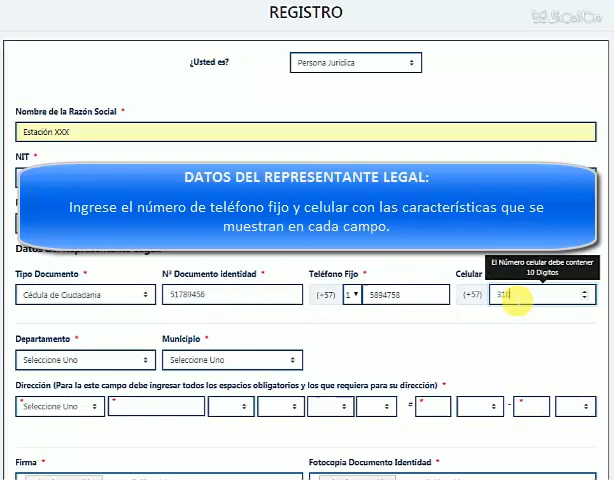 REGISTRO
¿Usted es?
Persona Jurídica
Nombre de la Razón Social *
Estación XXX
NIT *
DATOS DEL REPRESENTANTE LEGAL:
Ingrese el número de teléfono fijo y celular con las características que se
muestran en cada campo.
El Número celular debe contener
10 Digitos
Tipo Documento * Nª Documento identidad * Teléfono Fijo * Celular
Cédula de Ciudadania 51789456 (+57) 1 5894758 (+57) 310
Departamento * Municipio *
Seleccione Uno Seleccione Uno
Dirección (Para la este campo debe ingresar todos los espacios obligatorios y los que requiera para su dirección) *
* Seleccione Uno * # * - *
Firma * Fotocopia Documento Identidad *